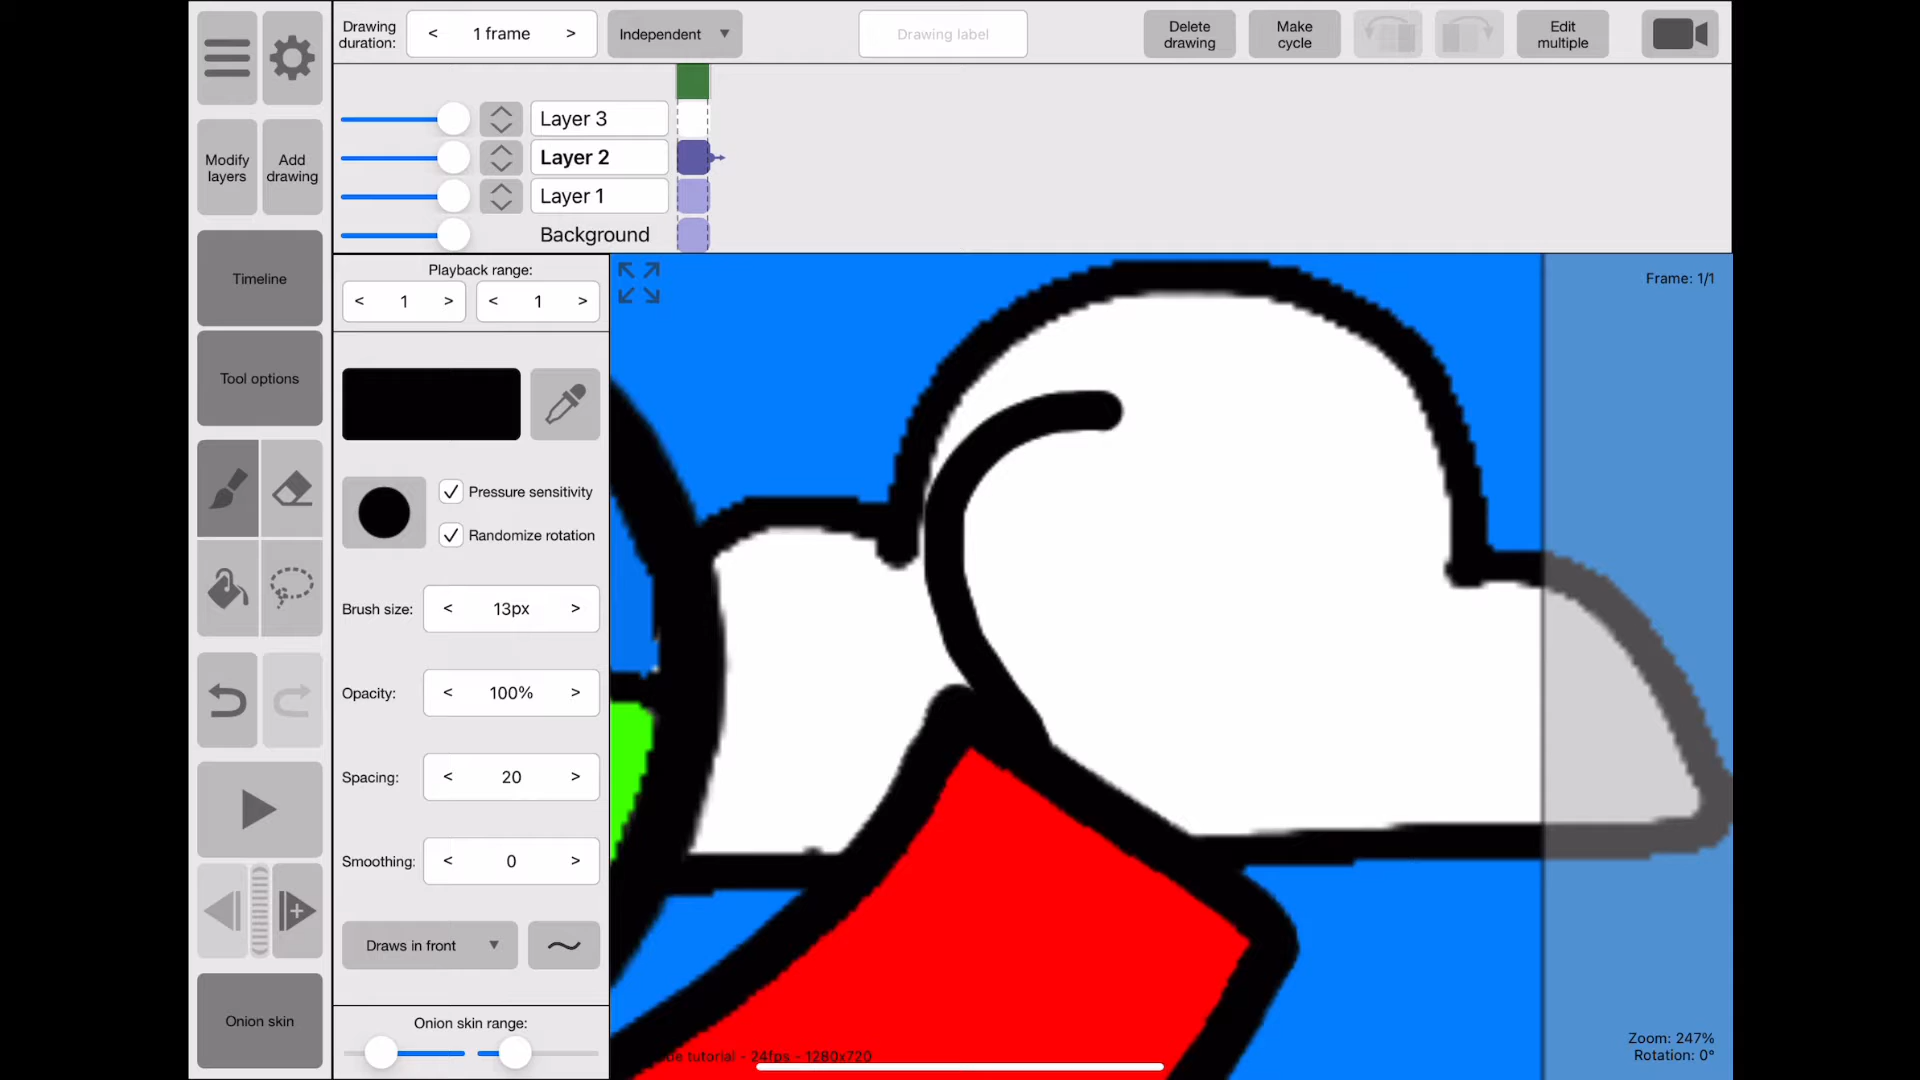 Drawing
duration:
< 1 frame >
Independent
Drawing label
Delete
drawing
Make
cycle
Edit
multiple
Modify
layers
Add
drawing
Layer 3
Layer 2
Layer 1
Background
Timeline
Tool options
Playback range:
< 1 >
< 1 >
Frame: 1/1
Pressure sensitivity
Randomize rotation
Brush size:
< 13px >
Opacity:
< 100% >
Spacing:
< 20 >
Smoothing:
< 0 >
Draws in front
Onion skin
Onion skin range:
tutorial - 24fps - 1280x720
Zoom: 247%
Rotation: 0°